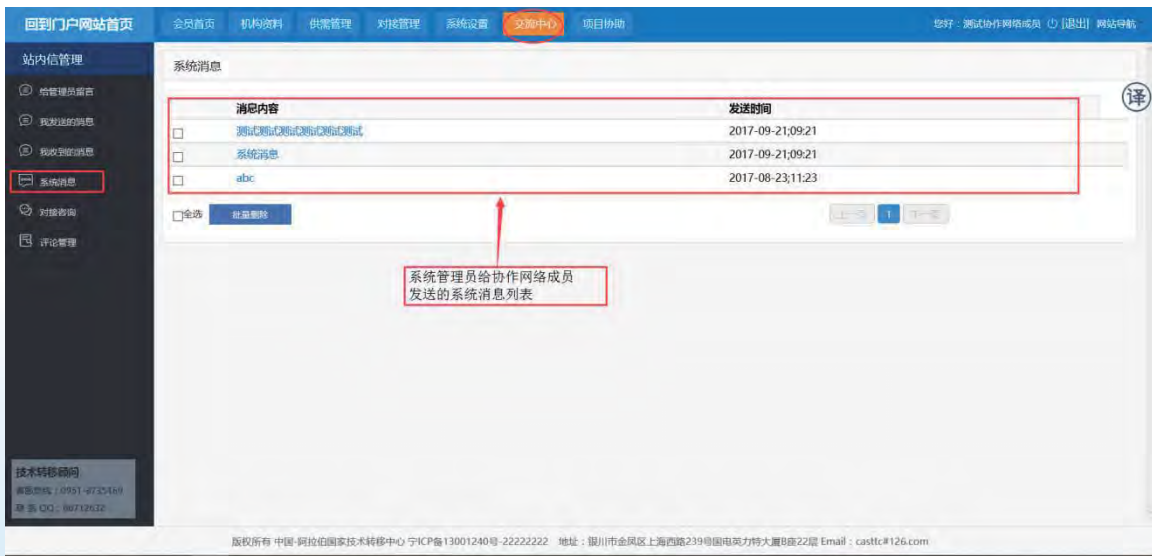 回到门户网站首页 会员首页 机构资料 供需管理 对接管理 系统设置 交流中心 项目协助 您好：测试协作网络成员 [退出] 网站导航
站内信管理
给管理员留言
我发送的消息
我收到的消息
系统消息
对接咨询
评论管理
系统消息
消息内容 发送时间
测试测试测试测试测试测试 2017-09-21;09:21
系统消息 2017-09-21;09:21
abc 2017-08-23;11:23
全选 批量删除 上一页 1 下一页
译
系统管理员给协作网络成员
发送的系统消息列表
技术转移顾问
版权所有 中国-阿拉伯国家技术转移中心 宁ICP备13001240号-22222222 地址：银川市金凤区上海西路239号国电英力特大厦B座22层 Email：casttc#126.com